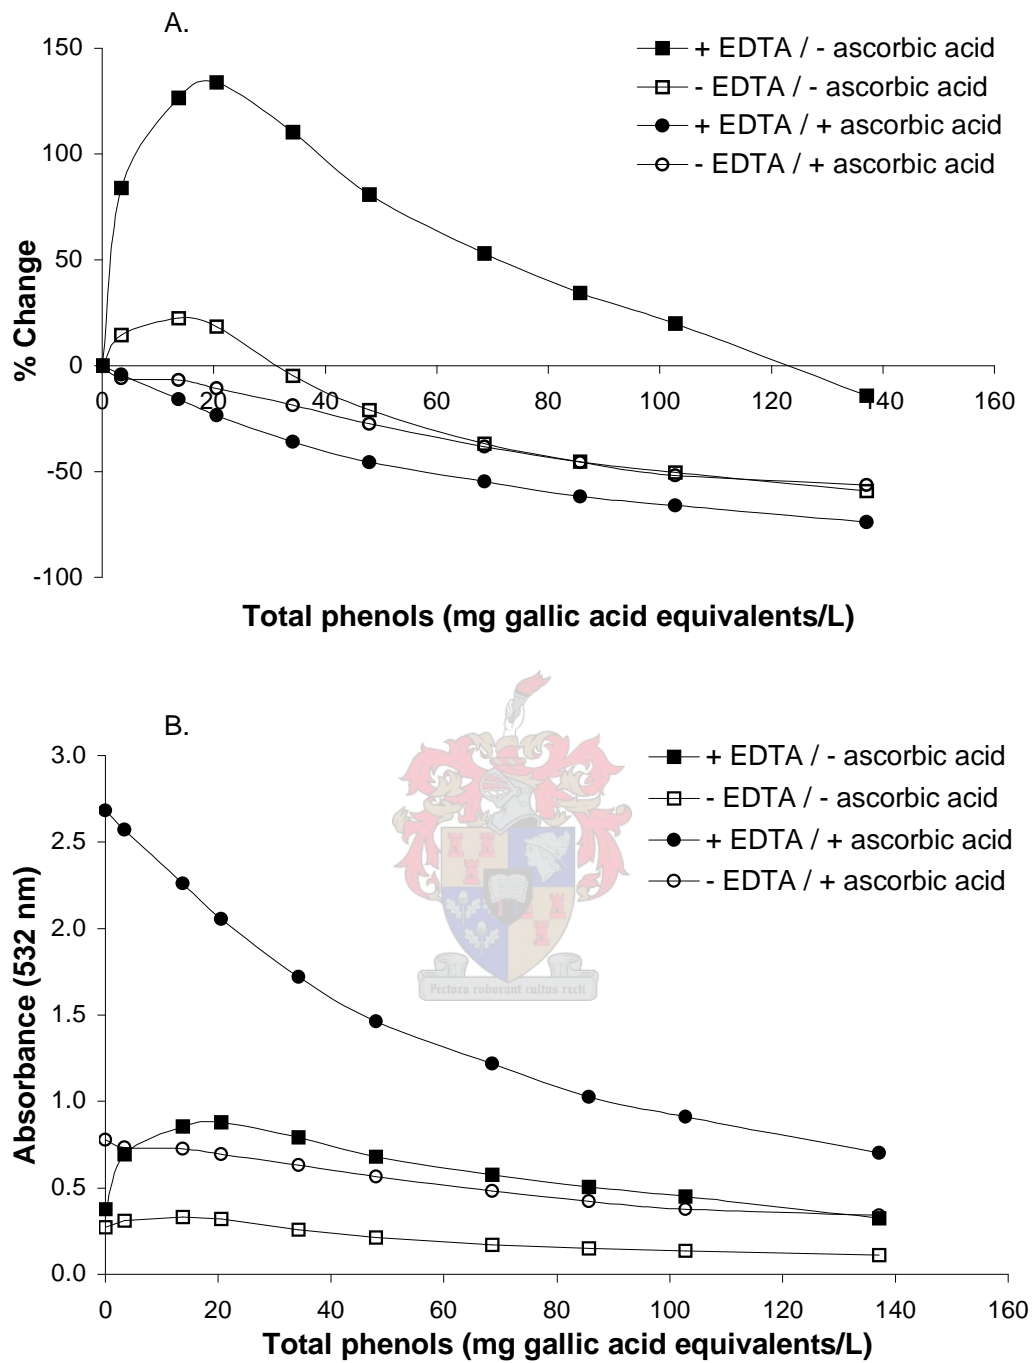 A.
150
100
50
0
-50
-100
% Change
0
20
40
60
80
100
120
140
160
+ EDTA / - ascorbic acid
- EDTA / - ascorbic acid
+ EDTA / + ascorbic acid
- EDTA / + ascorbic acid
Total phenols (mg gallic acid equivalents/L)
B.
3.0
2.5
2.0
1.5
1.0
0.5
0.0
Absorbance (532 nm)
+ EDTA / - ascorbic acid
- EDTA / - ascorbic acid
+ EDTA / + ascorbic acid
- EDTA / + ascorbic acid
Pectora roborant cultus recti
0
20
40
60
80
100
120
140
160
Total phenols (mg gallic acid equivalents/L)